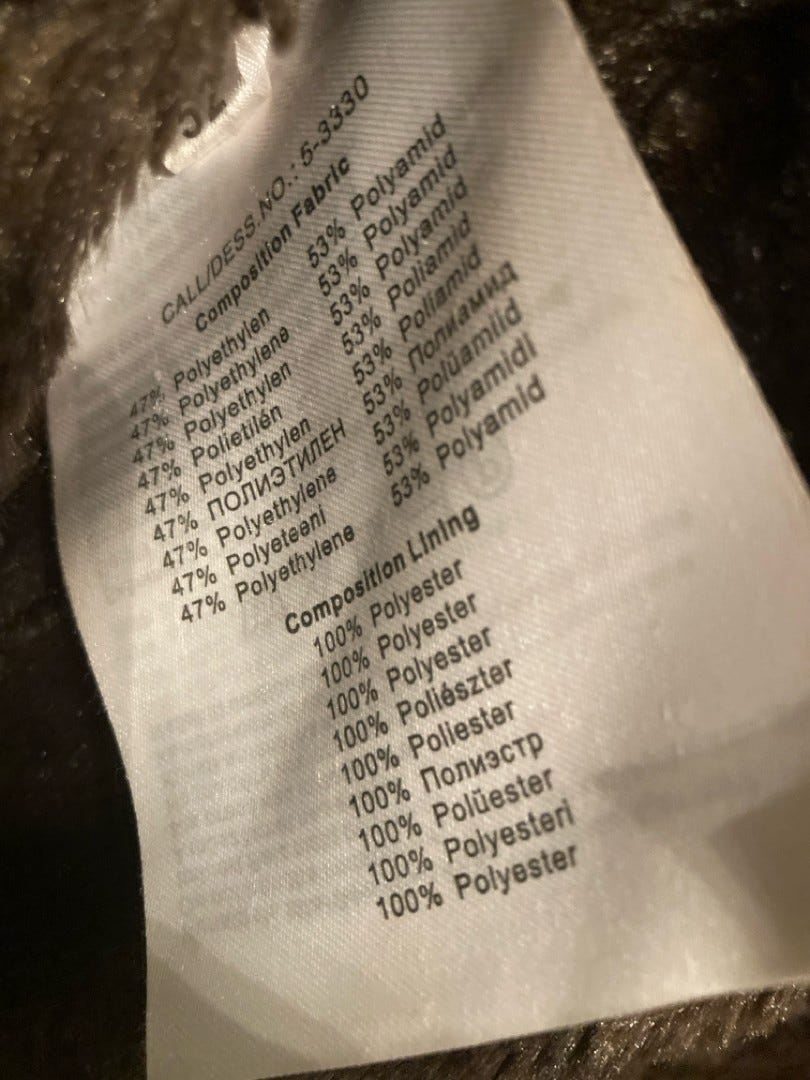 CALL/DESS.NO.: 5-3330
Composition Fabric
47% Polyethylen 53% Polyamid
47% Polyethylene 53% Polyamid
47% Polyethylen 53% Polyamid
47% Polietilén 53% Poliamid
47% Polyethylen 53% Poliamid
47% ПОЛИЭТИЛЕН 53% Полиамид
47% Polyethylene 53% Polüamiid
47% Polyeteeni 53% Polyamidi
47% Polyethylene 53% Polyamid
Composition Lining
100% Polyester
100% Polyester
100% Polyester
100% Poliészter
100% Poliester
100% Полиэстр
100% Polüester
100% Polyesteri
100% Polyester